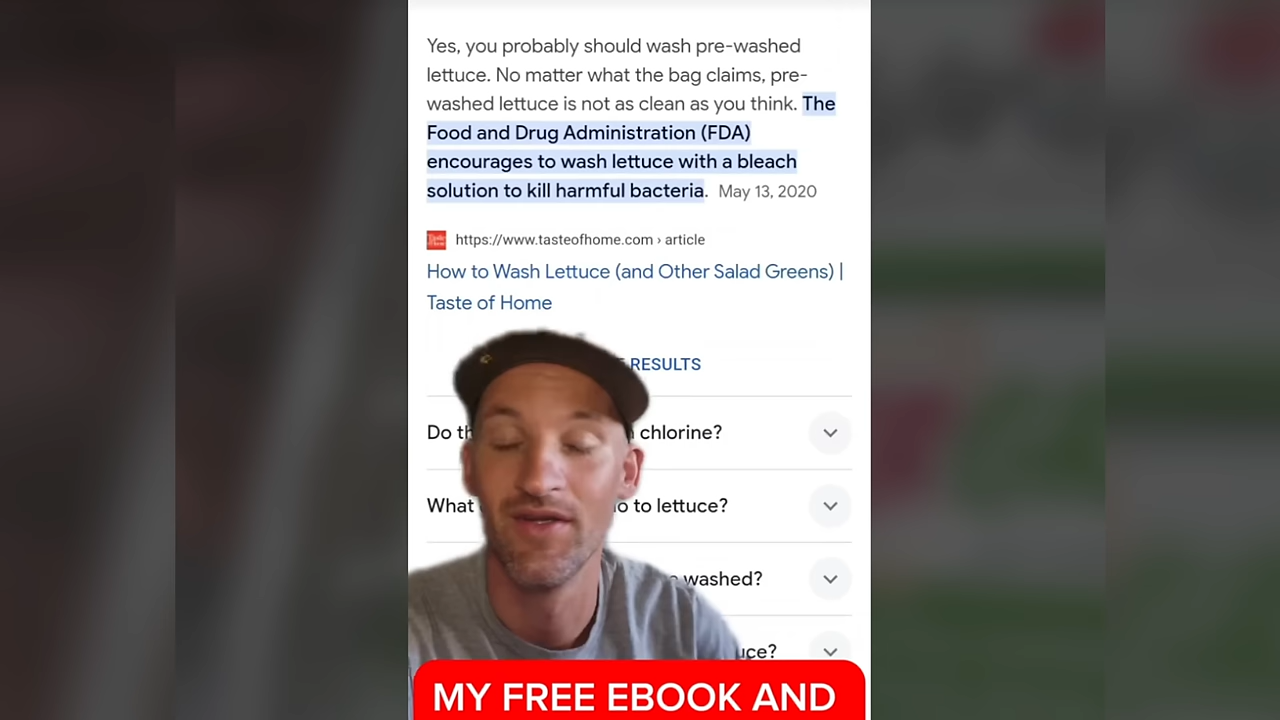 Yes, you probably should wash pre-washed
lettuce. No matter what the bag claims, pre-
washed lettuce is not as clean as you think. The
Food and Drug Administration (FDA)
encourages to wash lettuce with a bleach
solution to kill harmful bacteria. May 13, 2020
https://www.tasteofhome.com › article
How to Wash Lettuce (and Other Salad Greens) |
Taste of Home
RESULTS
Do chlorine?
What to lettuce?
washed?
MY FREE EBOOK AND